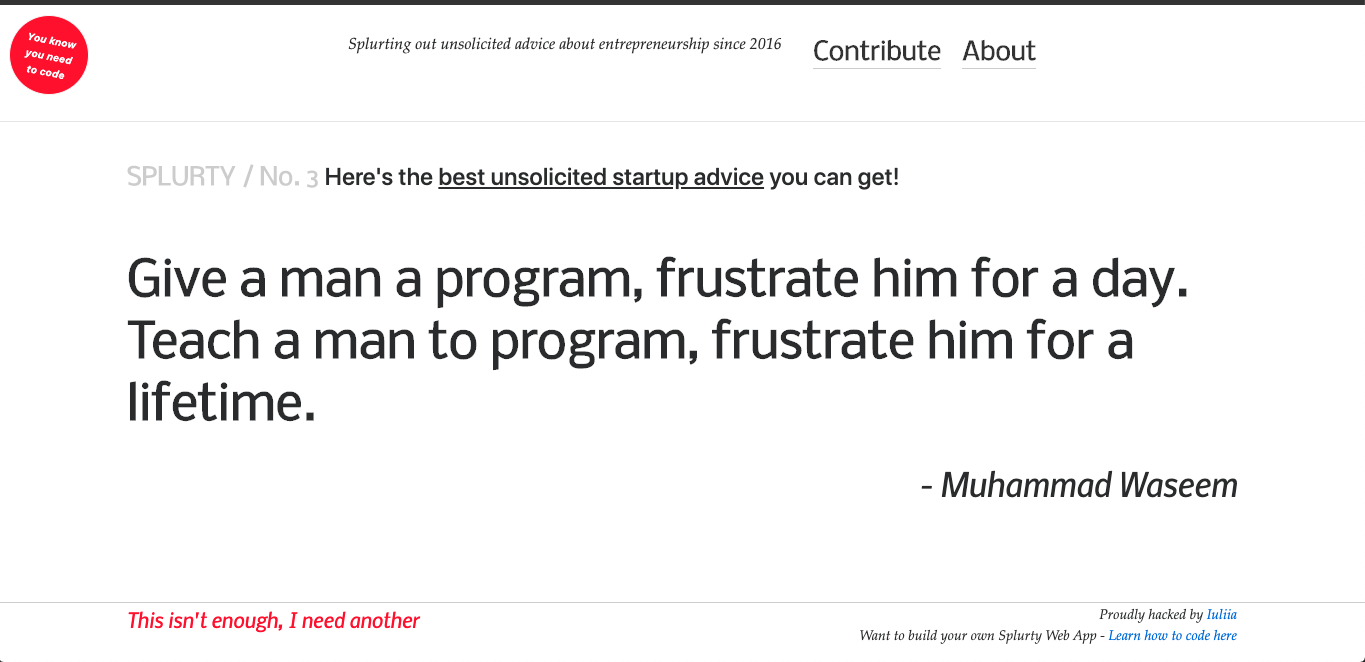 You know
you need
to code
Splurting out unsolicited advice about entrepreneurship since 2016
Contribute About
SPLURTY / No. 3 Here's the best unsolicited startup advice you can get!
Give a man a program, frustrate him for a day.
Teach a man to program, frustrate him for a
lifetime.
- Muhammad Waseem
This isn't enough, I need another
Proudly hacked by Iuliia
Want to build your own Splurty Web App - Learn how to code here